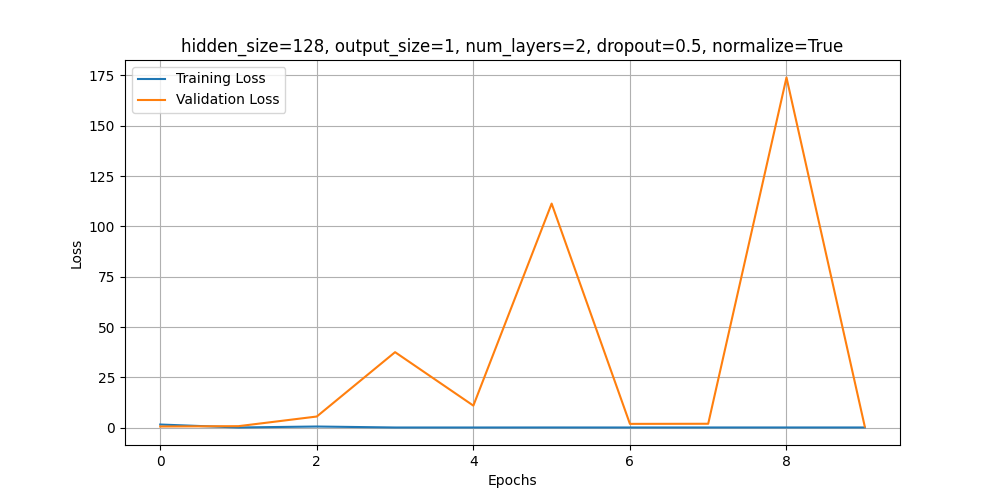 hidden_size=128, output_size=1, num_layers=2, dropout=0.5, normalize=True
Training Loss
Validation Loss
175
150
125
100
75
50
25
0
Loss
0 2 4 6 8
Epochs